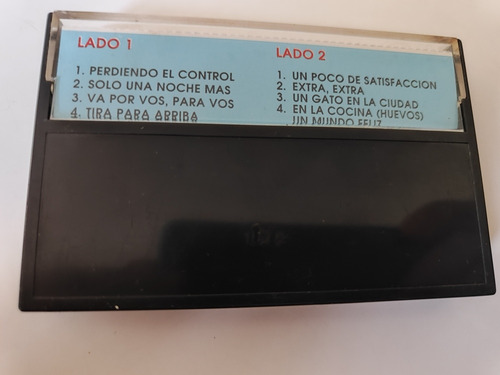 LADO 1
1. PERDIENDO EL CONTROL
2. SOLO UNA NOCHE MAS
3. VA POR VOS, PARA VOS
4. TIRA PARA ARRIBA
LADO 2
1. UN POCO DE SATISFACCION
2. EXTRA, EXTRA
3. UN GATO EN LA CIUDAD
4. EN LA COCINA (HUEVOS)
UN MUNDO FELIZ